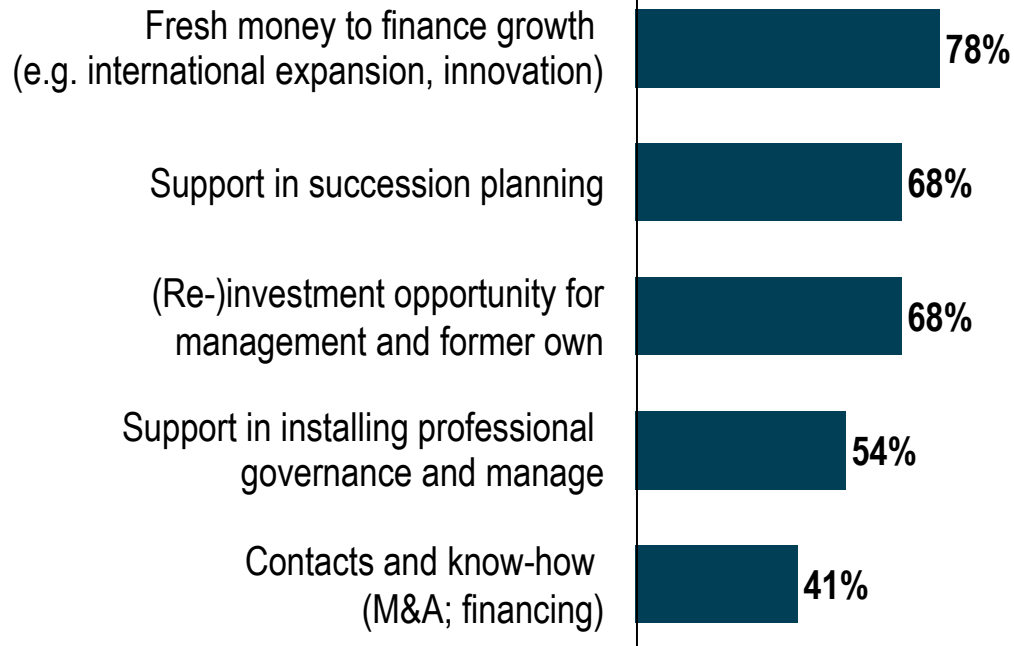 Fresh money to finance growth
(e.g. international expansion, innovation)
78%
Support in succession planning
68%
(Re-)investment opportunity for
management and former own
68%
Support in installing professional
governance and manage
54%
Contacts and know-how
(M&A; financing)
41%